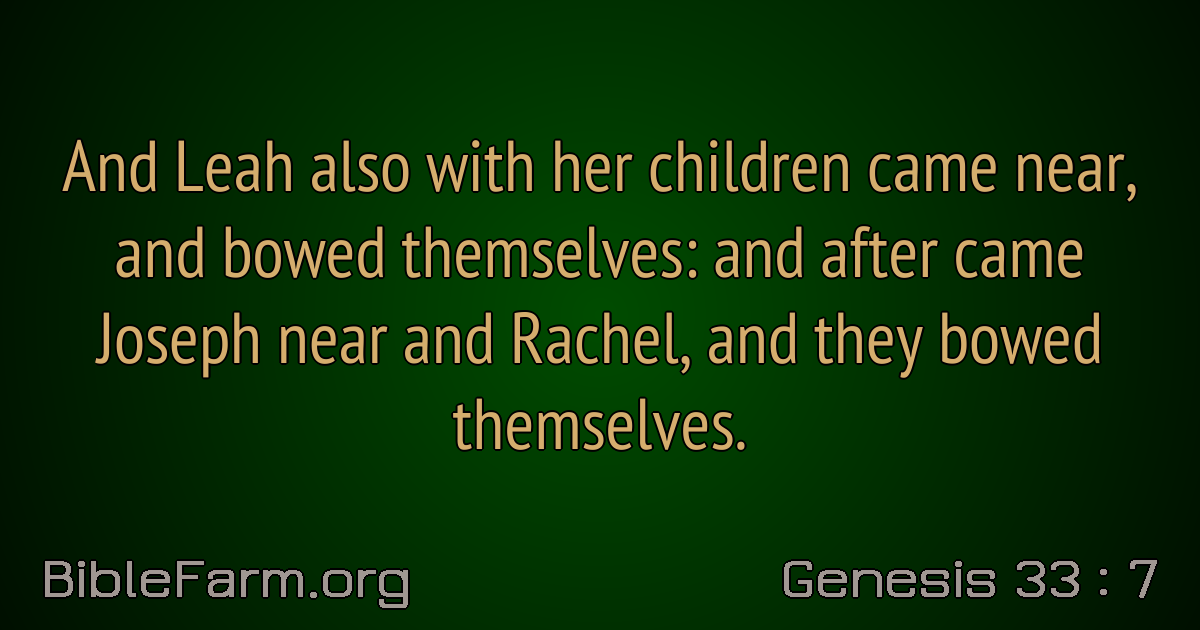 And Leah also with her children came near,
and bowed themselves: and after came
Joseph near and Rachel, and they bowed
themselves.
BibleFarm.org
Genesis 33 : 7